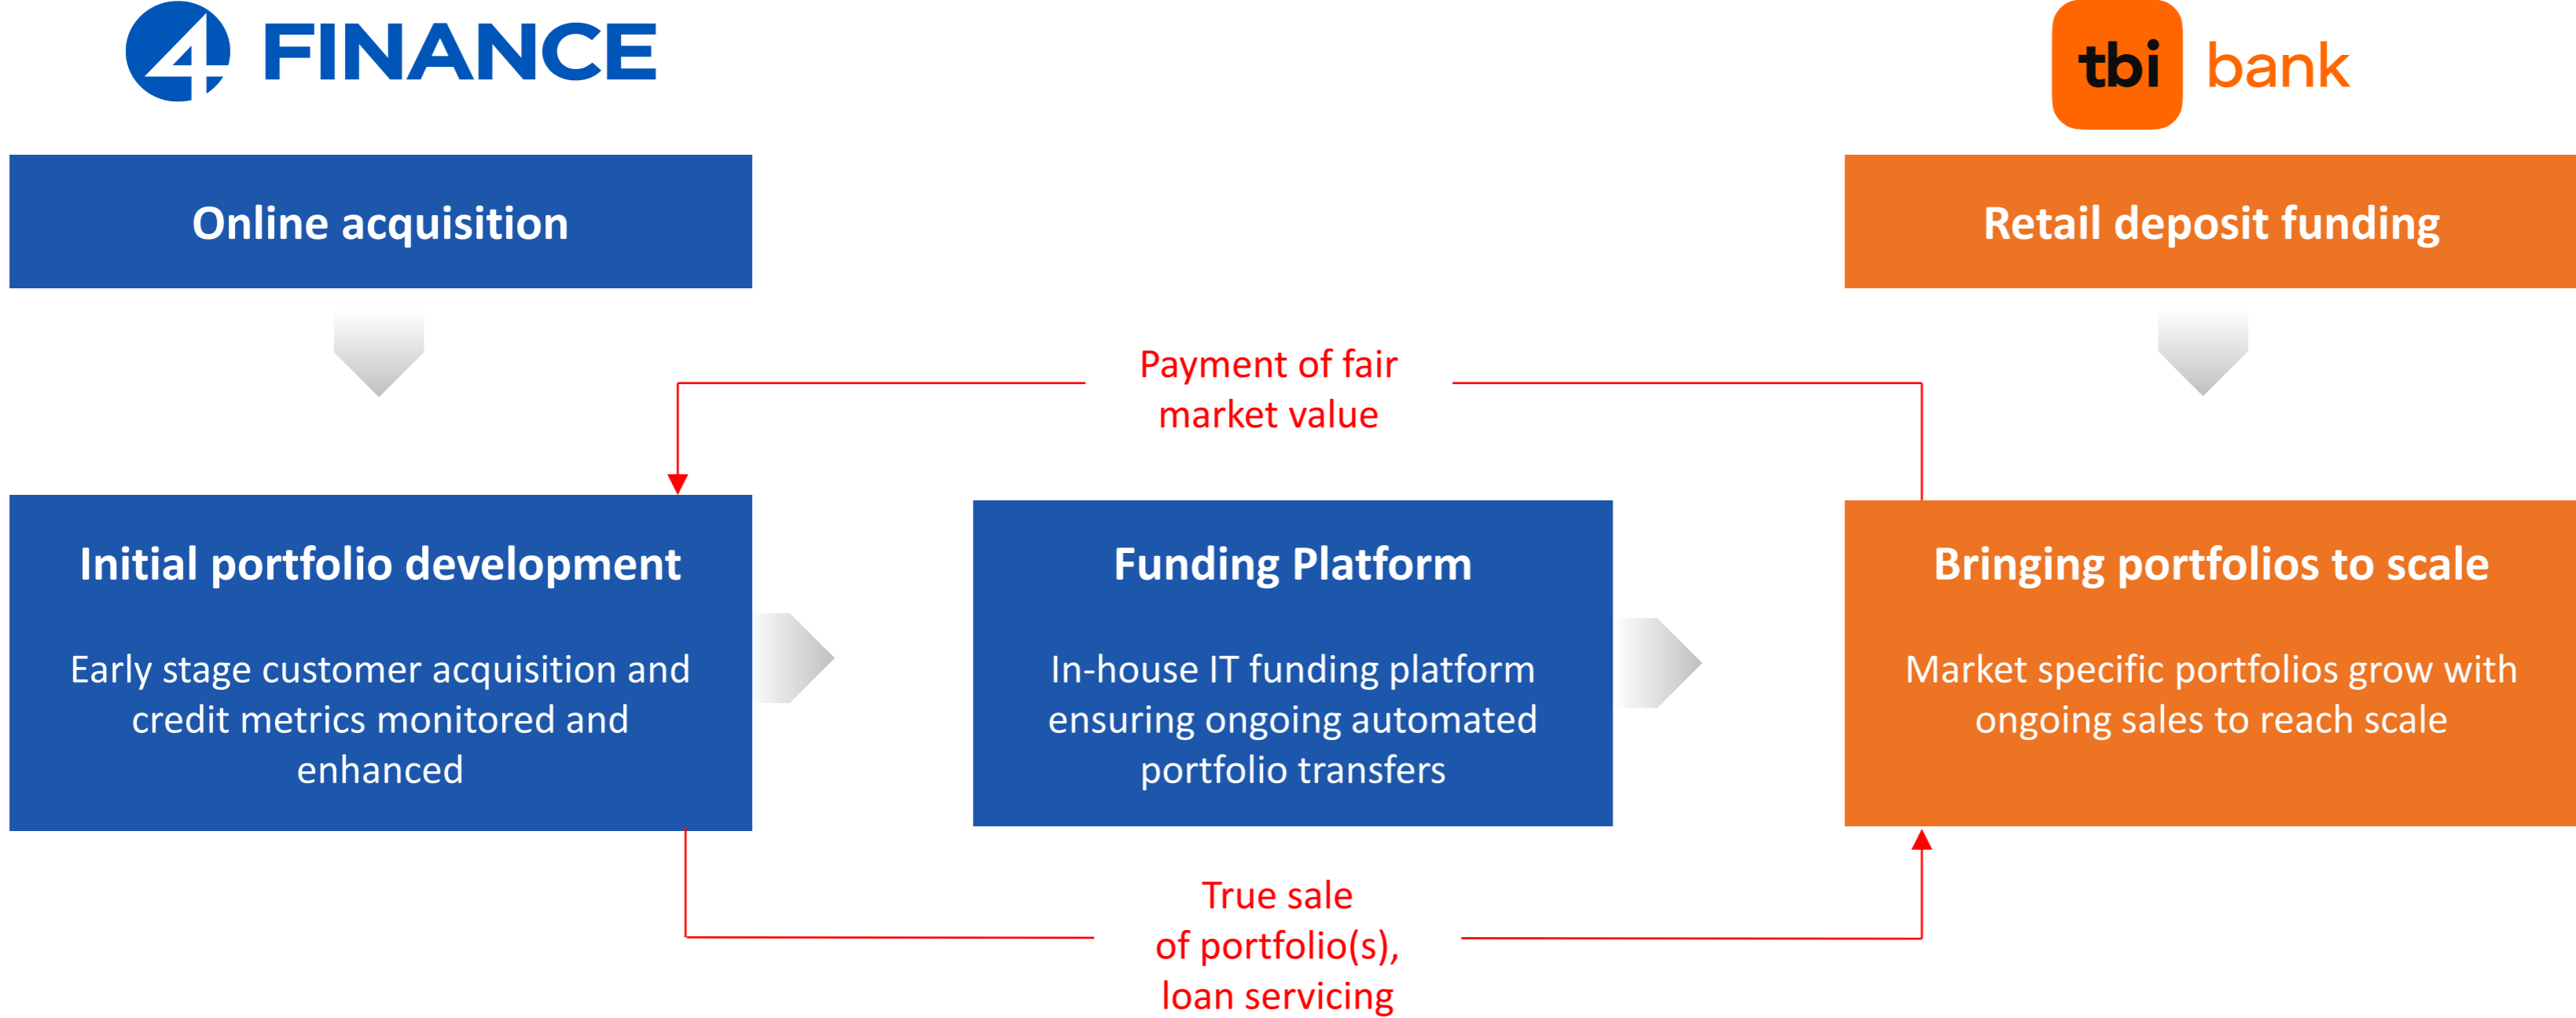 4 FINANCE
tbi bank
Online acquisition
Retail deposit funding
Payment of fair
market value
Initial portfolio development
Early stage customer acquisition and
credit metrics monitored and
enhanced
Funding Platform
In-house IT funding platform
ensuring ongoing automated
portfolio transfers
Bringing portfolios to scale
Market specific portfolios grow with
ongoing sales to reach scale
True sale
of portfolio(s),
loan servicing